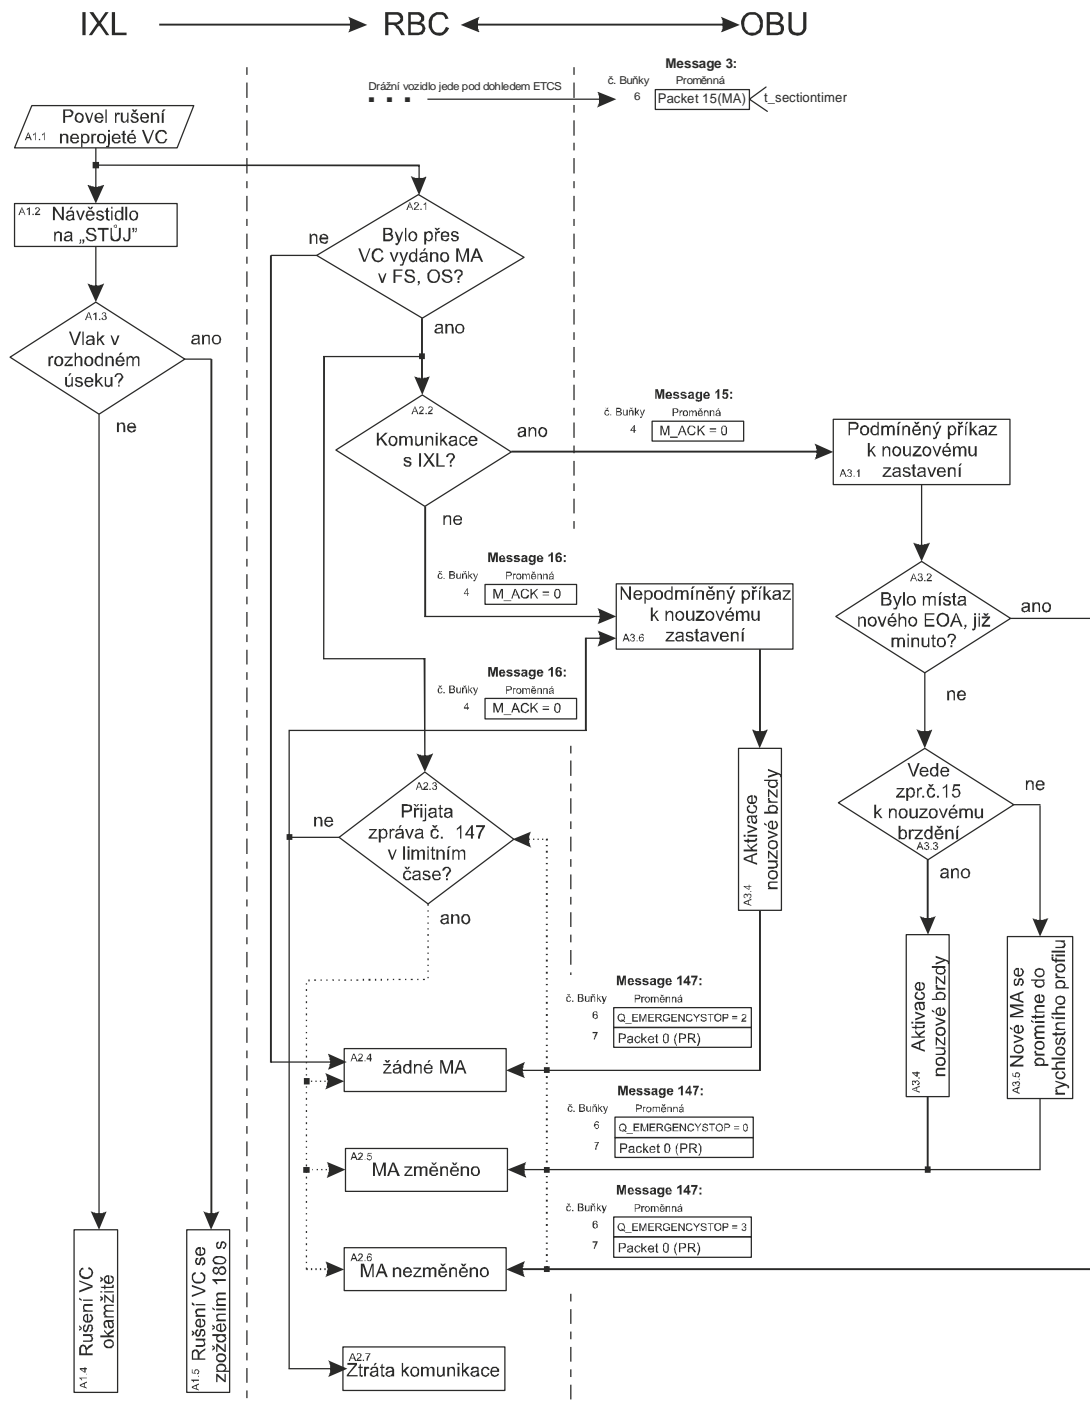 IXL
RBC
OBU
Message 3:
č. Buňky
Proměnná
Drážní vozidlo jede pod dohledem ETCS
6
Packet 15(MA)
t_sectiontimer
Povel rušení
A1.1
neprojeté VC
A1.2
Návěstidlo
na „STŮJ”
A2.1
Bylo přes
VC vydáno MA
v FS, OS?
ne
ano
A1.3
Vlak v
rozhodném
úseku?
ano
ne
A2.2
Komunikace
s IXL?
ano
ne
Message 15:
č. Buňky
Proměnná
4
M_ACK = 0
Podmíněný příkaz
k nouzovému
zastavení
A3.1
Message 16:
č. Buňky
Proměnná
4
M_ACK = 0
Nepodmíněný příkaz
k nouzovému
zastavení
A3.6
A3.2
Bylo místa
nového EOA, již
minuto?
ano
ne
Message 16:
č. Buňky
Proměnná
4
M_ACK = 0
A2.3
Přijata
zpráva č. 147
v limitním
čase?
ne
ano
A3.4
Aktivace
nouzové brzdy
Vede
zpr.č.15
k nouzovému
brzdění
A3.3
ne
ano
A3.4
Aktivace
nouzové brzdy
A3.5
Nové MA se
promítne do
rychlostního profilu
Message 147:
č. Buňky
Proměnná
6
Q_EMERGENCYSTOP = 2
7
Packet 0 (PR)
A2.4
žádné MA
Message 147:
č. Buňky
Proměnná
6
Q_EMERGENCYSTOP = 0
7
Packet 0 (PR)
A2.5
MA změněno
Message 147:
č. Buňky
Proměnná
6
Q_EMERGENCYSTOP = 3
7
Packet 0 (PR)
A2.6
MA nezměněno
A1.4
Rušení VC
okamžitě
A1.5
Rušení VC se
zpožděním 180 s
A2.7
Ztráta komunikace